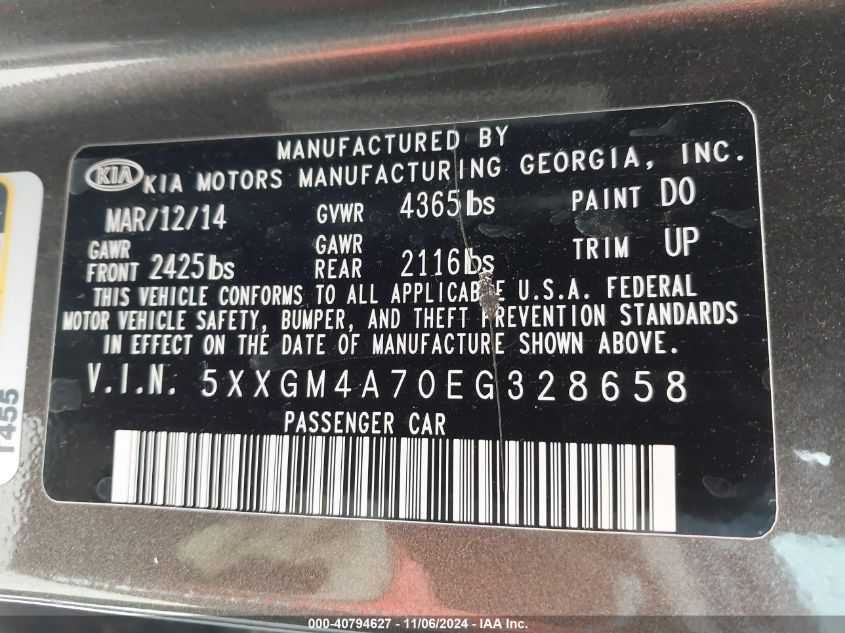 MANUFACTURED BY
KIA KIA MOTORS MANUFACTURING GEORGIA, INC.
MAR/12/14 GVWR 4365lbs PAINT DO
GAWR FRONT 2425lbs GAWR REAR 2116lbs TRIM UP
THIS VEHICLE CONFORMS TO ALL APPLICABLE U.S.A. FEDERAL
MOTOR VEHICLE SAFETY, BUMPER, AND THEFT PREVENTION STANDARDS
IN EFFECT ON THE DATE OF MANUFACTURE SHOWN ABOVE.
V.I.N. 5XXGM4A70EG328658
PASSENGER CAR
000-40794627 - 11/06/2024 - IAA Inc.